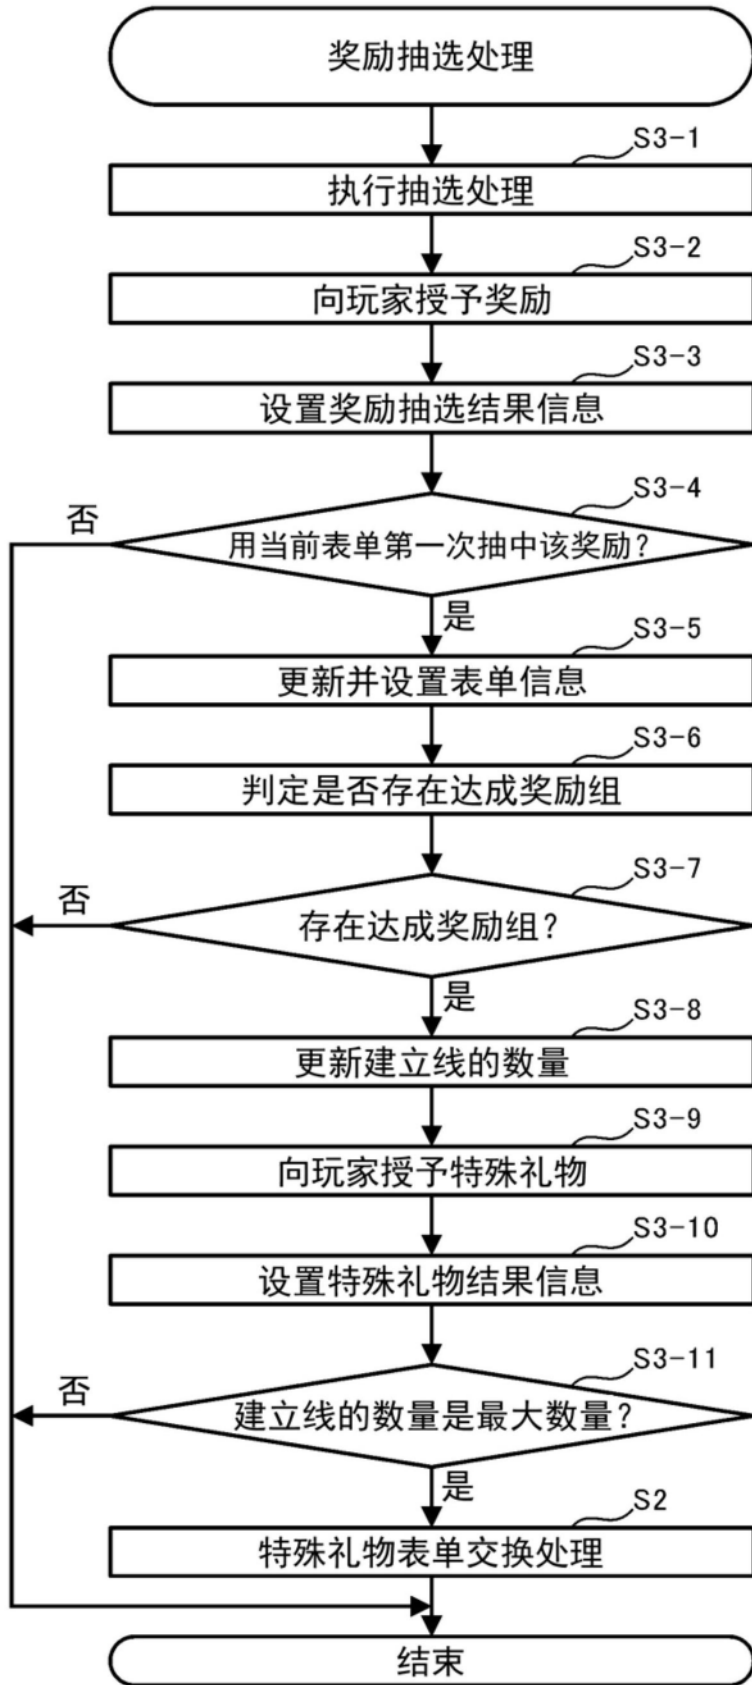 奖励抽选处理
S3-1
执行抽选处理
S3-2
向玩家授予奖励
S3-3
设置奖励抽选结果信息
S3-4
否
用当前表单第一次抽中该奖励?
是
S3-5
更新并设置表单信息
S3-6
判定是否存在达成奖励组
S3-7
否
存在达成奖励组?
是
S3-8
更新建立线的数量
S3-9
向玩家授予特殊礼物
S3-10
设置特殊礼物结果信息
S3-11
否
建立线的数量是最大数量?
是
S2
特殊礼物表单交换处理
结束